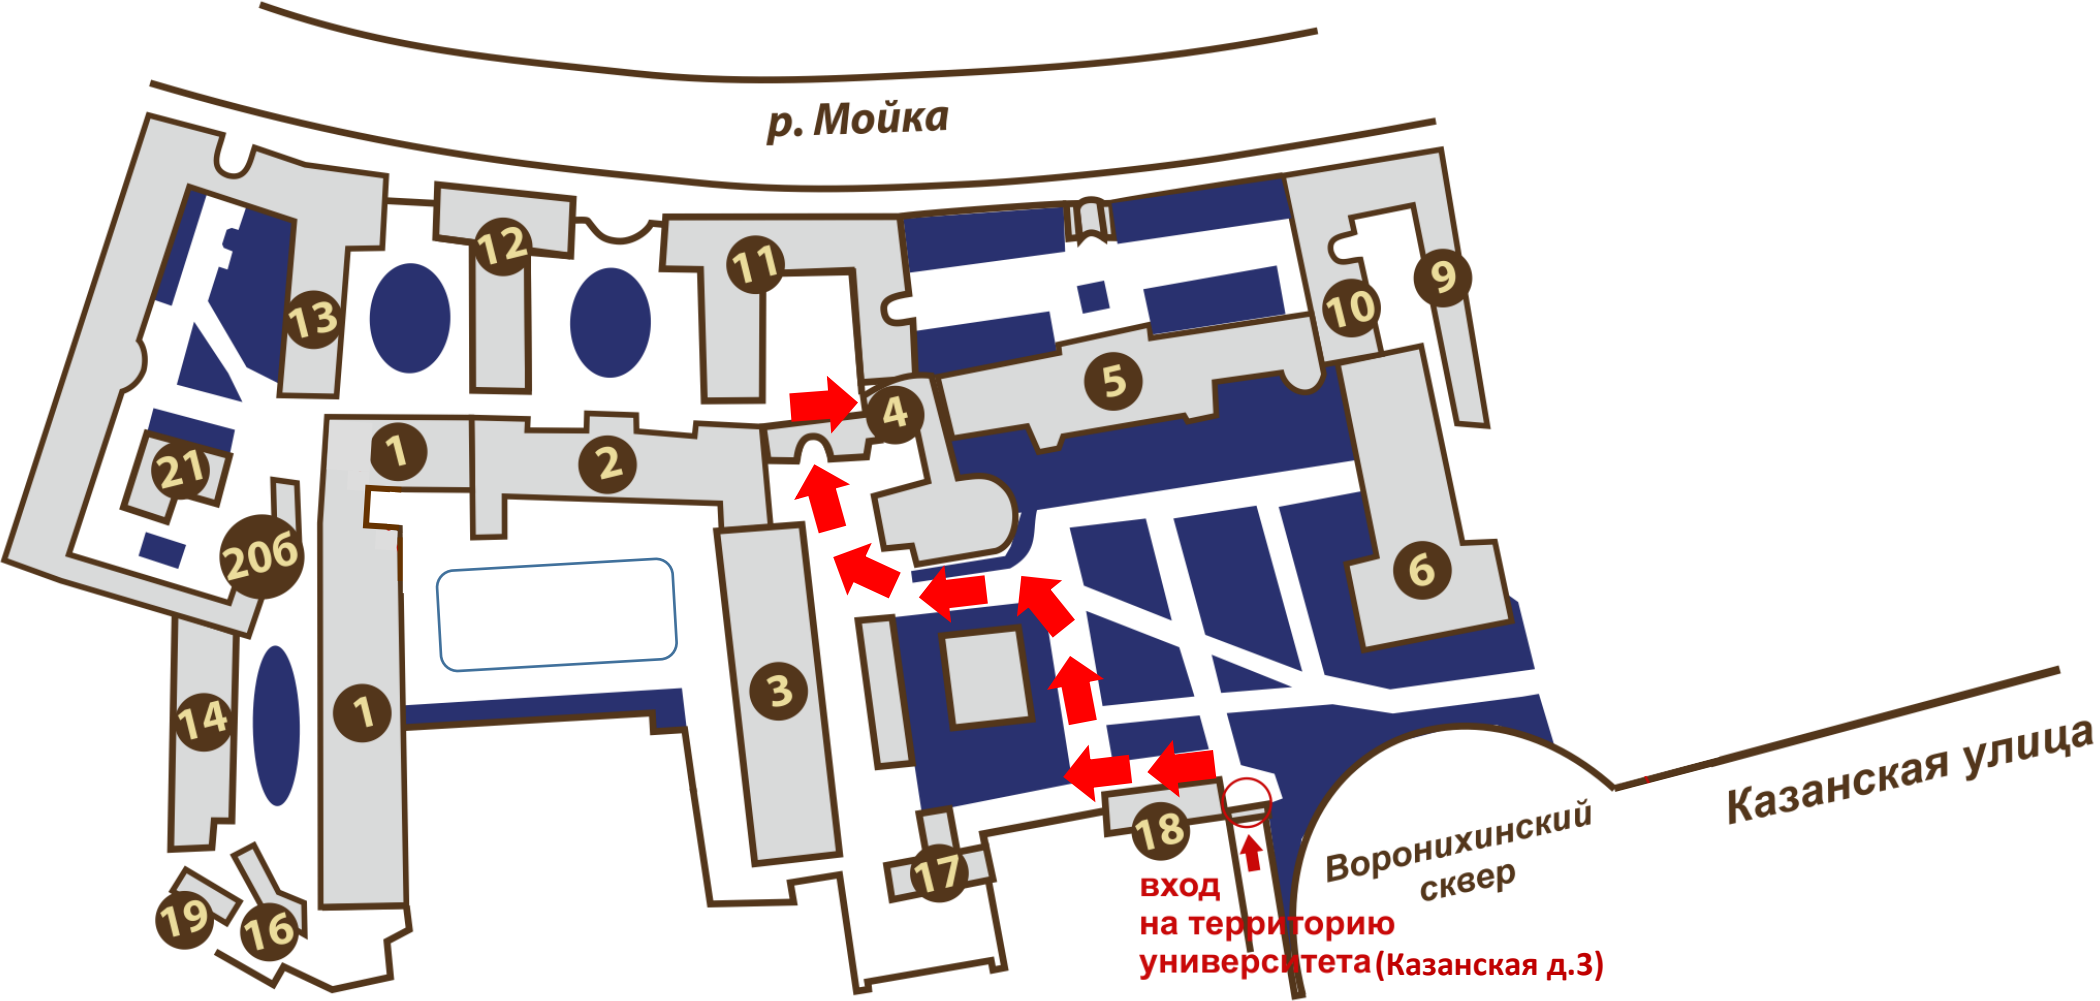 р. Мойка
12
11
9
13
10
5
4
1
2
21
206
6
3
14
1
Казанская улица
18
Воронихинский
сквер
17
вход
19
16
на территорию
университета (Казанская д.3)